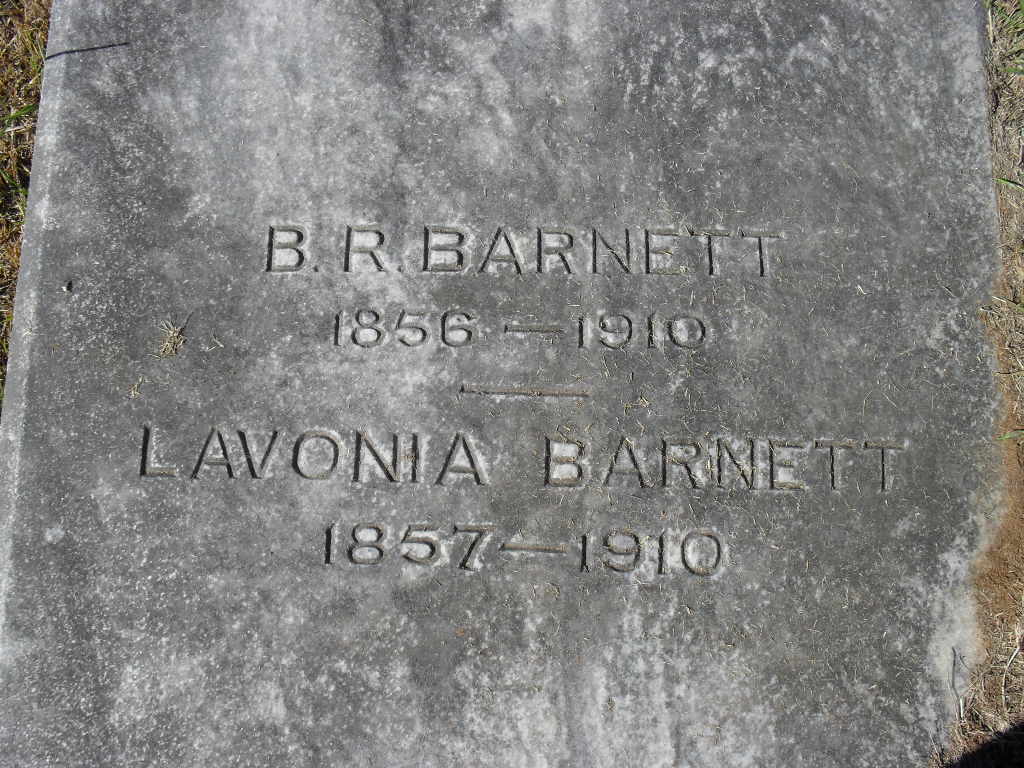 B. R. BARNETT
1856 — 1910
LAVONIA BARNETT
1857 — 1910